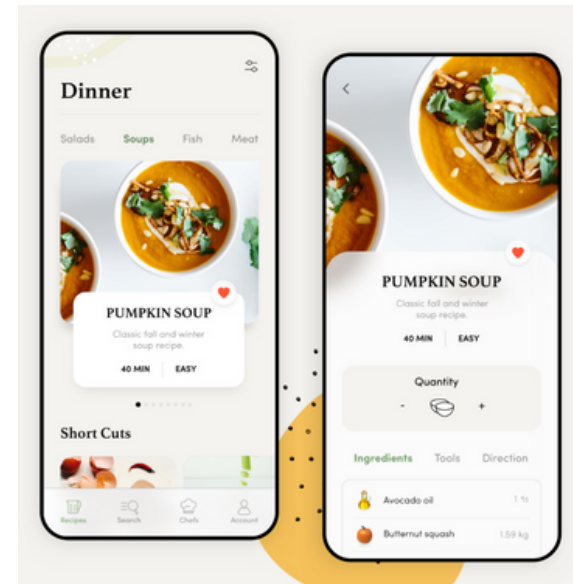 Dinner
Salads Soups Fish Meat
PUMPKIN SOUP
Classic fall and winter
soup recipe.
40 MIN EASY
Short Cuts
Recipes Search Chefs Account
PUMPKIN SOUP
Classic fall and winter
soup recipe.
40 MIN EASY
Quantity
- +
Ingredients Tools Direction
Avocado oil
Butternut squash 1.59 kg